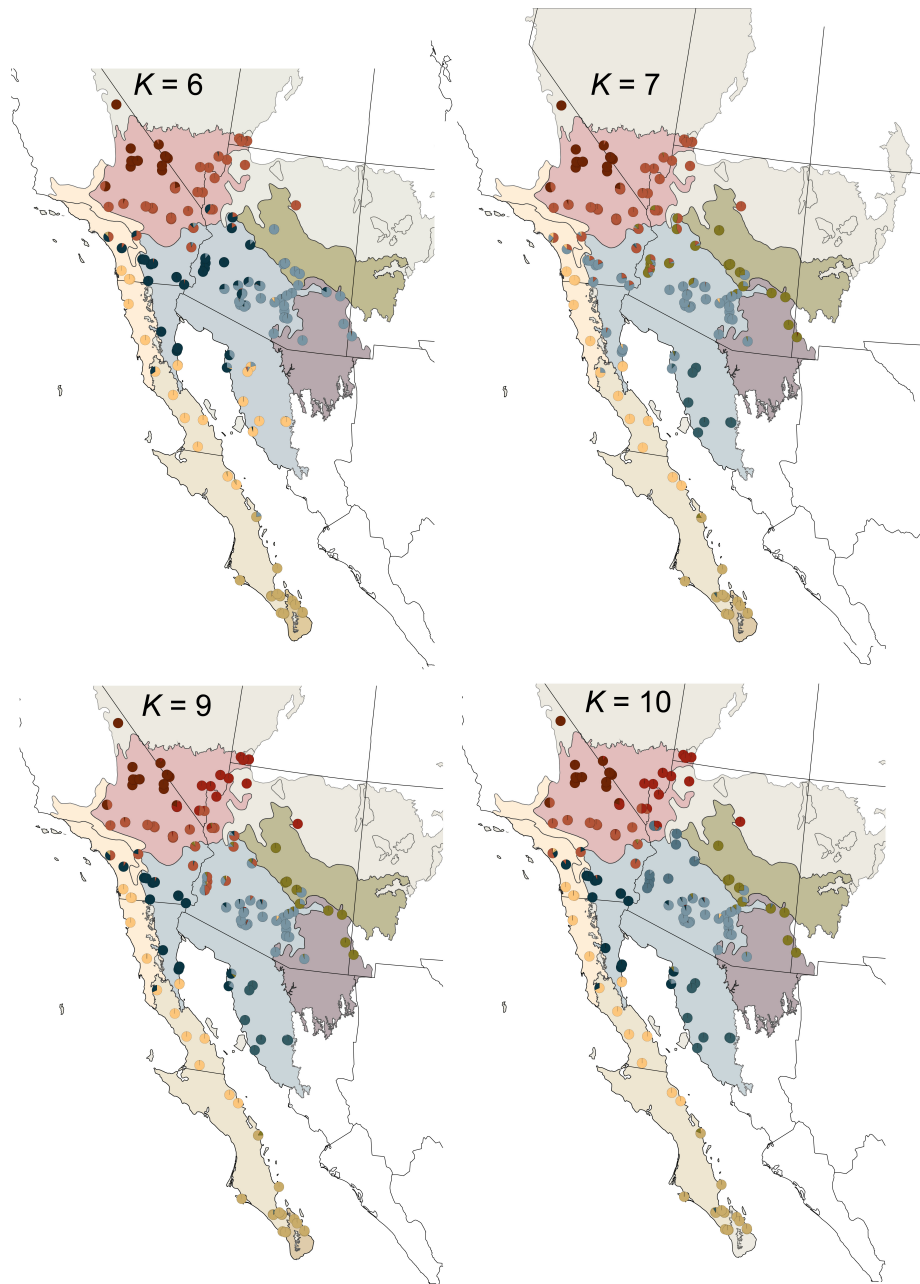 K = 6
K = 7
K = 9
K = 10